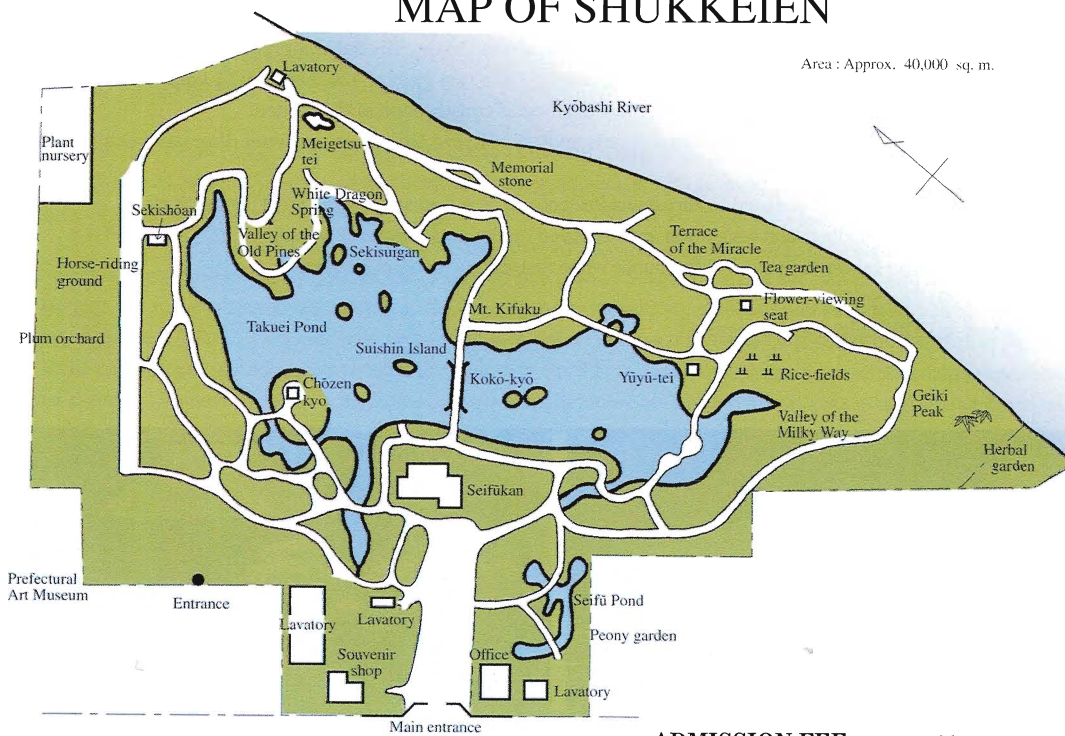 MAP OF SHUKKEIEN
Area : Approx. 40,000 sq. m.
Lavatory
Kyōbashi River
Plant
nursery
Meigetsu-
tei
Memorial
stone
White Dragon
Spring
Sekishōan
Valley of the
Old Pines
Sekisuigan
Terrace
of the Miracle
Tea garden
Horse-riding
ground
Flower-viewing
seat
Mt. Kifuku
Takuei Pond
Plum orchard
Suishin Island
Chōzen
kyo
Kokō-kyō
Yūyū-tei
Rice-fields
Geiki
Peak
Valley of the
Milky Way
Herbal
garden
Seifūkan
Prefectural
Art Museum
Entrance
Seifū Pond
Lavatory
Lavatory
Peony garden
Souvenir
shop
Office
Lavatory
Main entrance
ADMISSION FEE